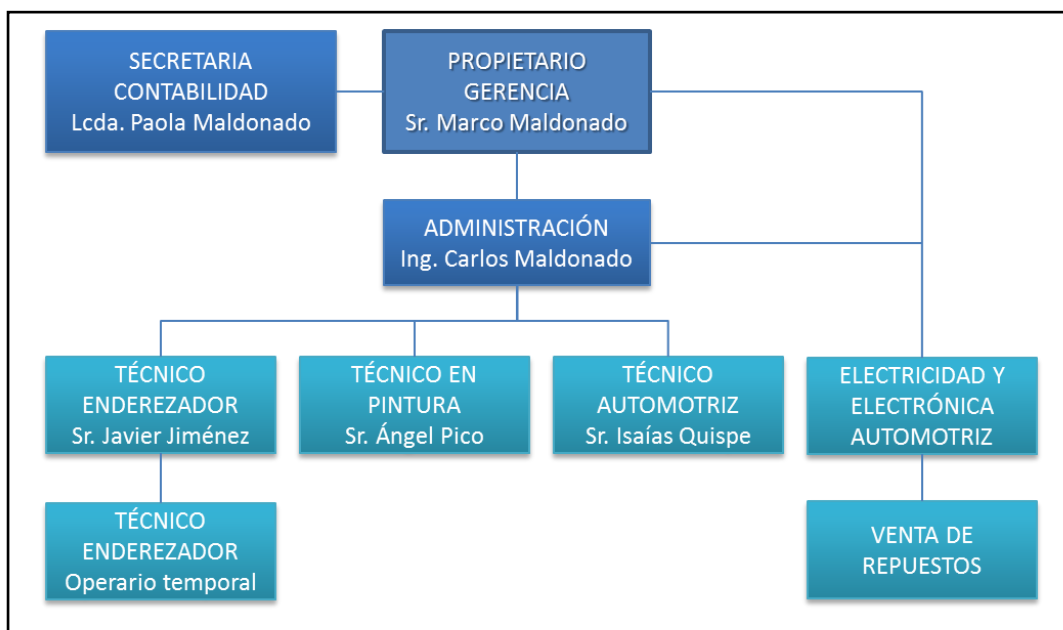 SECRETARIA
CONTABILIDAD
Lcda. Paola Maldonado
PROPIETARIO
GERENCIA
Sr. Marco Maldonado
ADMINISTRACIÓN
Ing. Carlos Maldonado
TÉCNICO
ENDEREZADOR
Sr. Javier Jiménez
TÉCNICO EN
PINTURA
Sr. Ángel Pico
TÉCNICO
AUTOMOTRIZ
Sr. Isaías Quispe
ELECTRICIDAD Y
ELECTRÓNICA
AUTOMOTRIZ
TÉCNICO
ENDEREZADOR
Operario temporal
VENTA DE
REPUESTOS